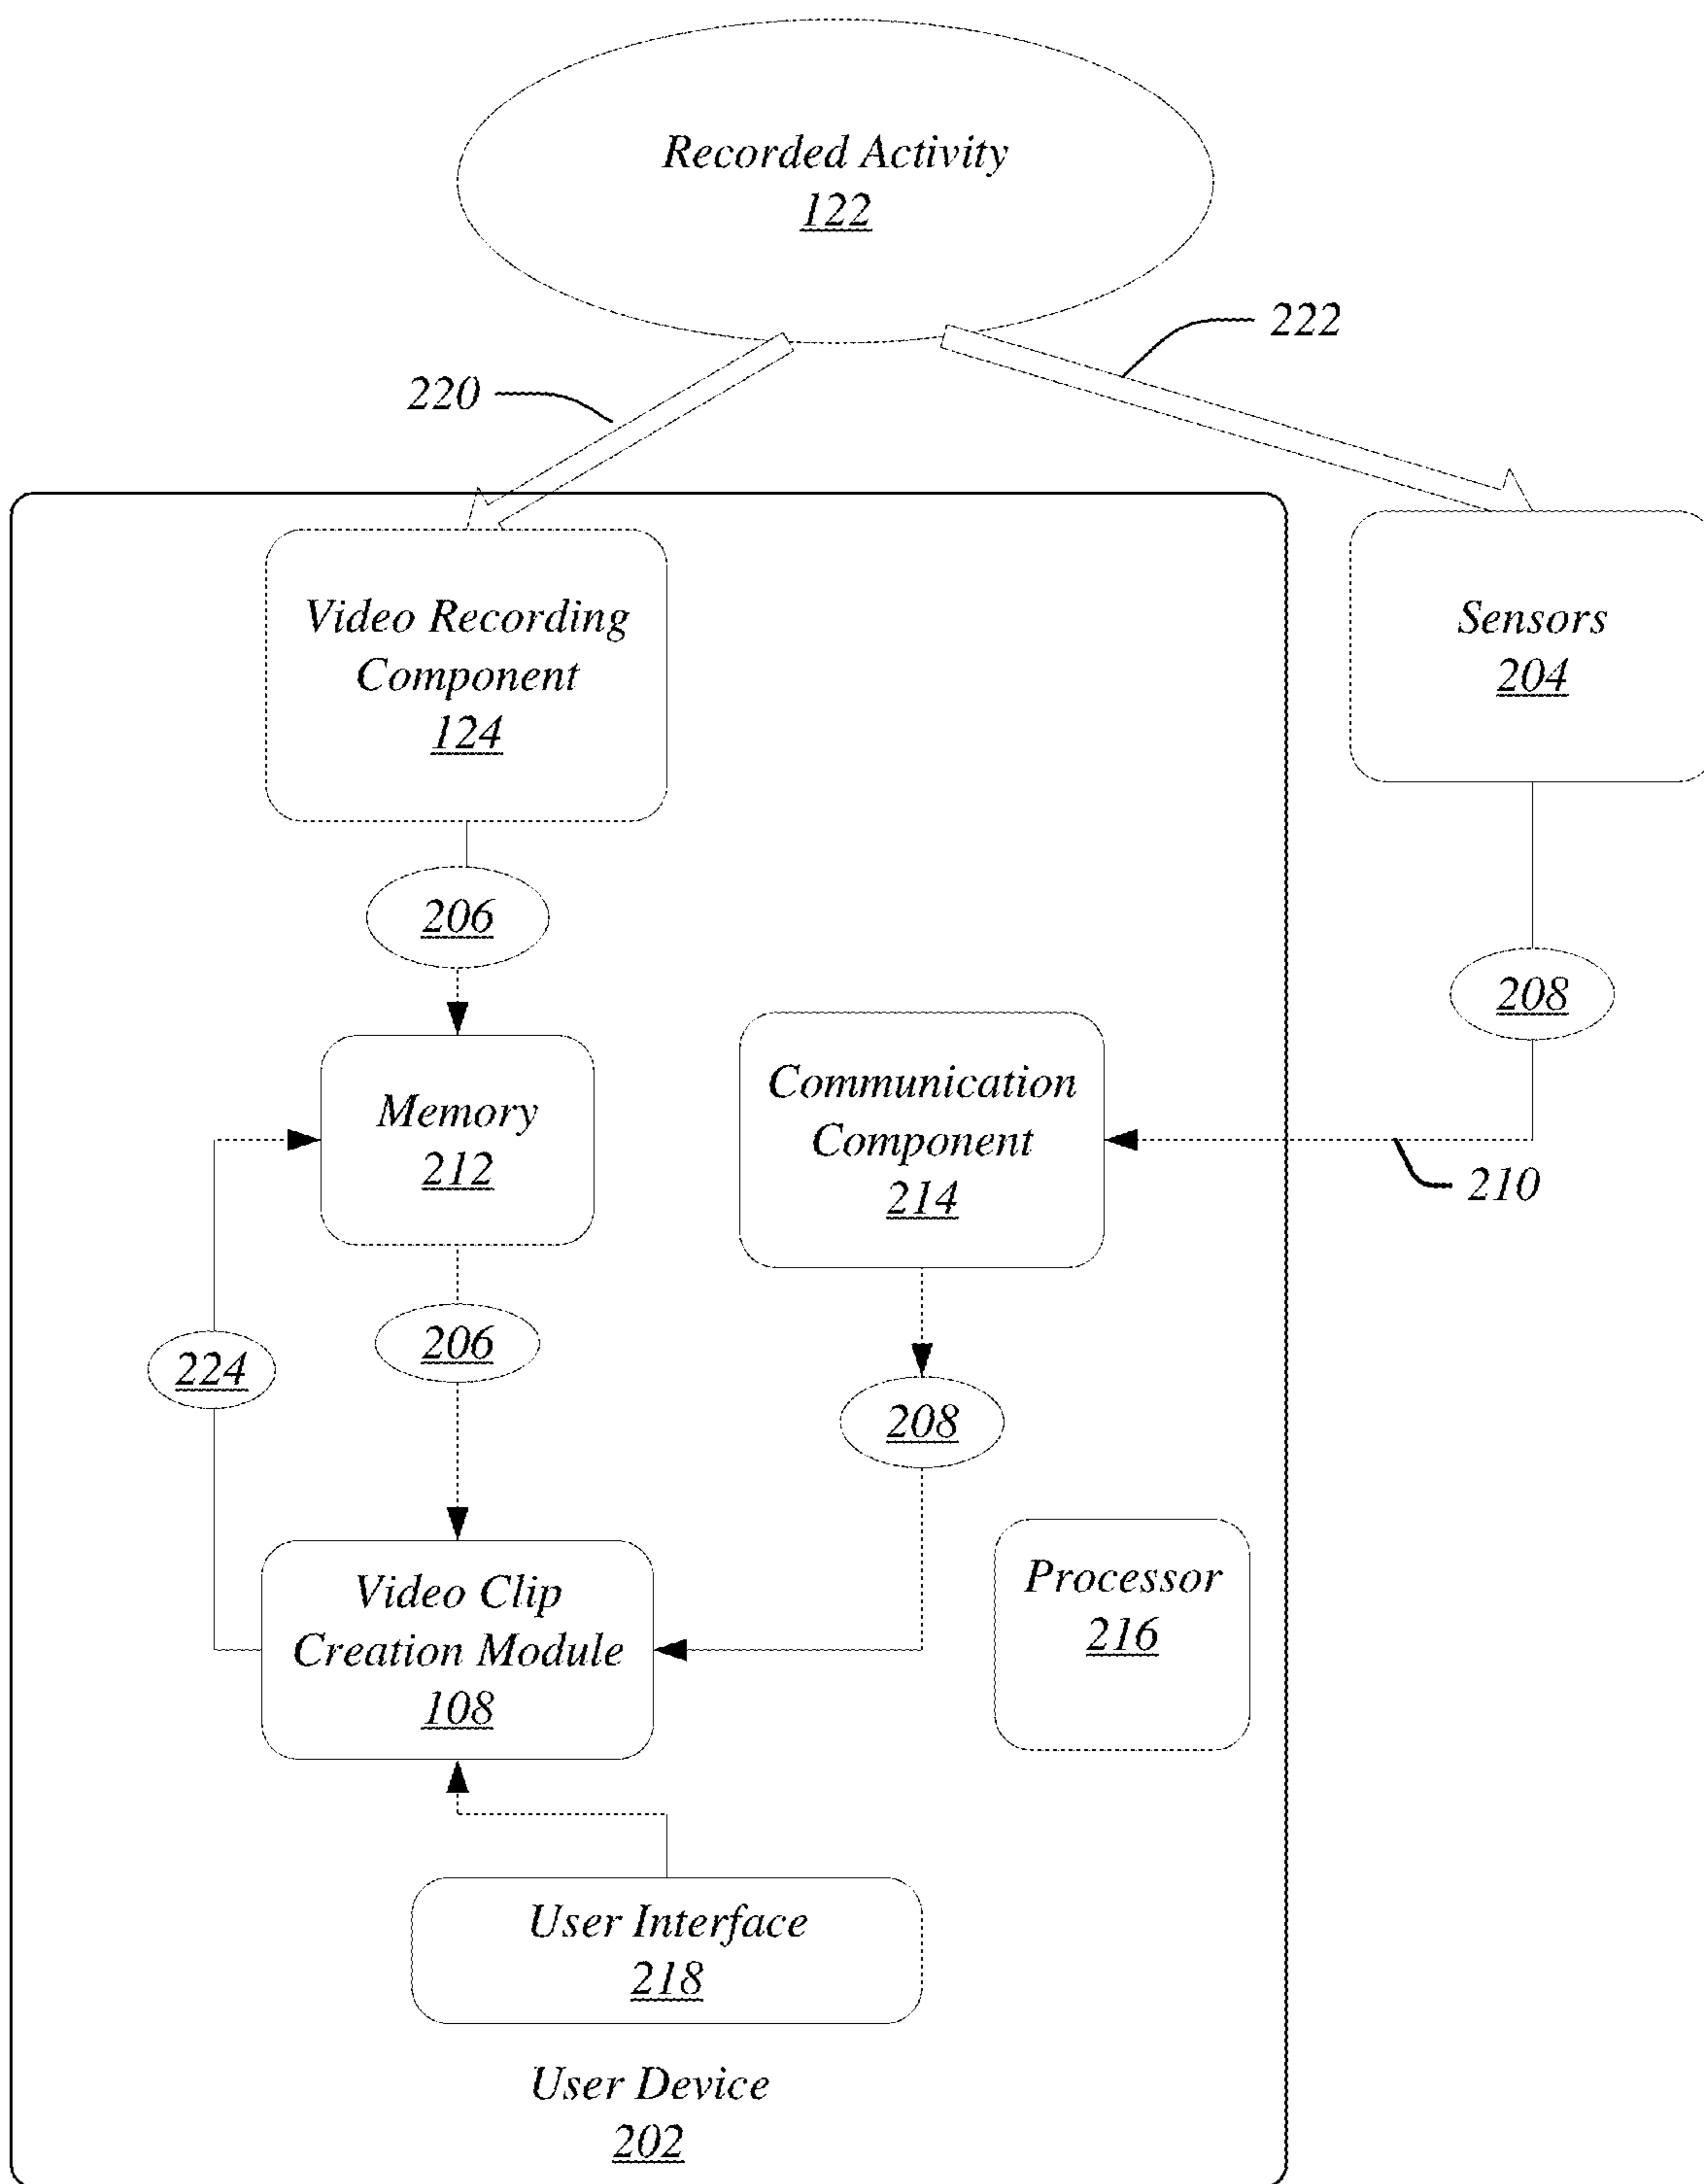 Recorded Activity
122
222
220
Video Recording
Component
124
Sensors
204
206
208
Memory
212
Communication
Component
214
210
206
224
208
Video Clip
Creation Module
108
Processor
216
User Interface
218
User Device
202